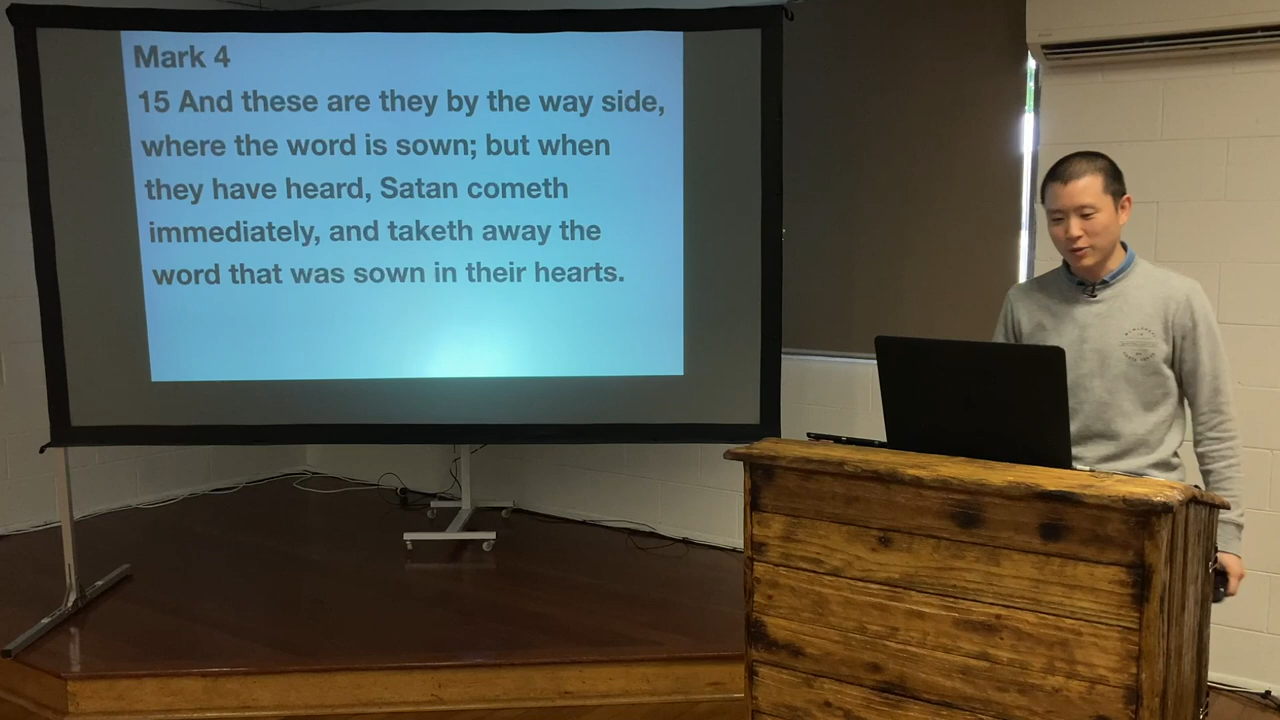 Mark 4
15 And these are they by the way side,
where the word is sown; but when
they have heard, Satan cometh
immediately, and taketh away the
word that was sown in their hearts.